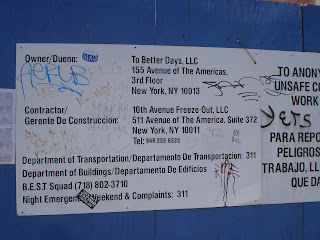 Owner/Dueno:
To Better Days, LLC
155 Avenue of The Americas,
3rd Floor
New York, NY 10013
Contractor/
Gerente De Construccion:
10th Avenue Freeze-Out, LLC
511 Avenue of The Americas, Suite 372
New York, NY 10011
Tel:
Department of Transportation/Departamento De Transportacion: 311
Department of Buildings/Departamento De Edificios
B.E.S.T Squad (718) 802-3710
Night Emergency/Weekend & Complaints: 311
TO ANONY
UNSAFE CO
WORK
PARA REPO
PELIGROS
TRABAJO, LL
QUE DA